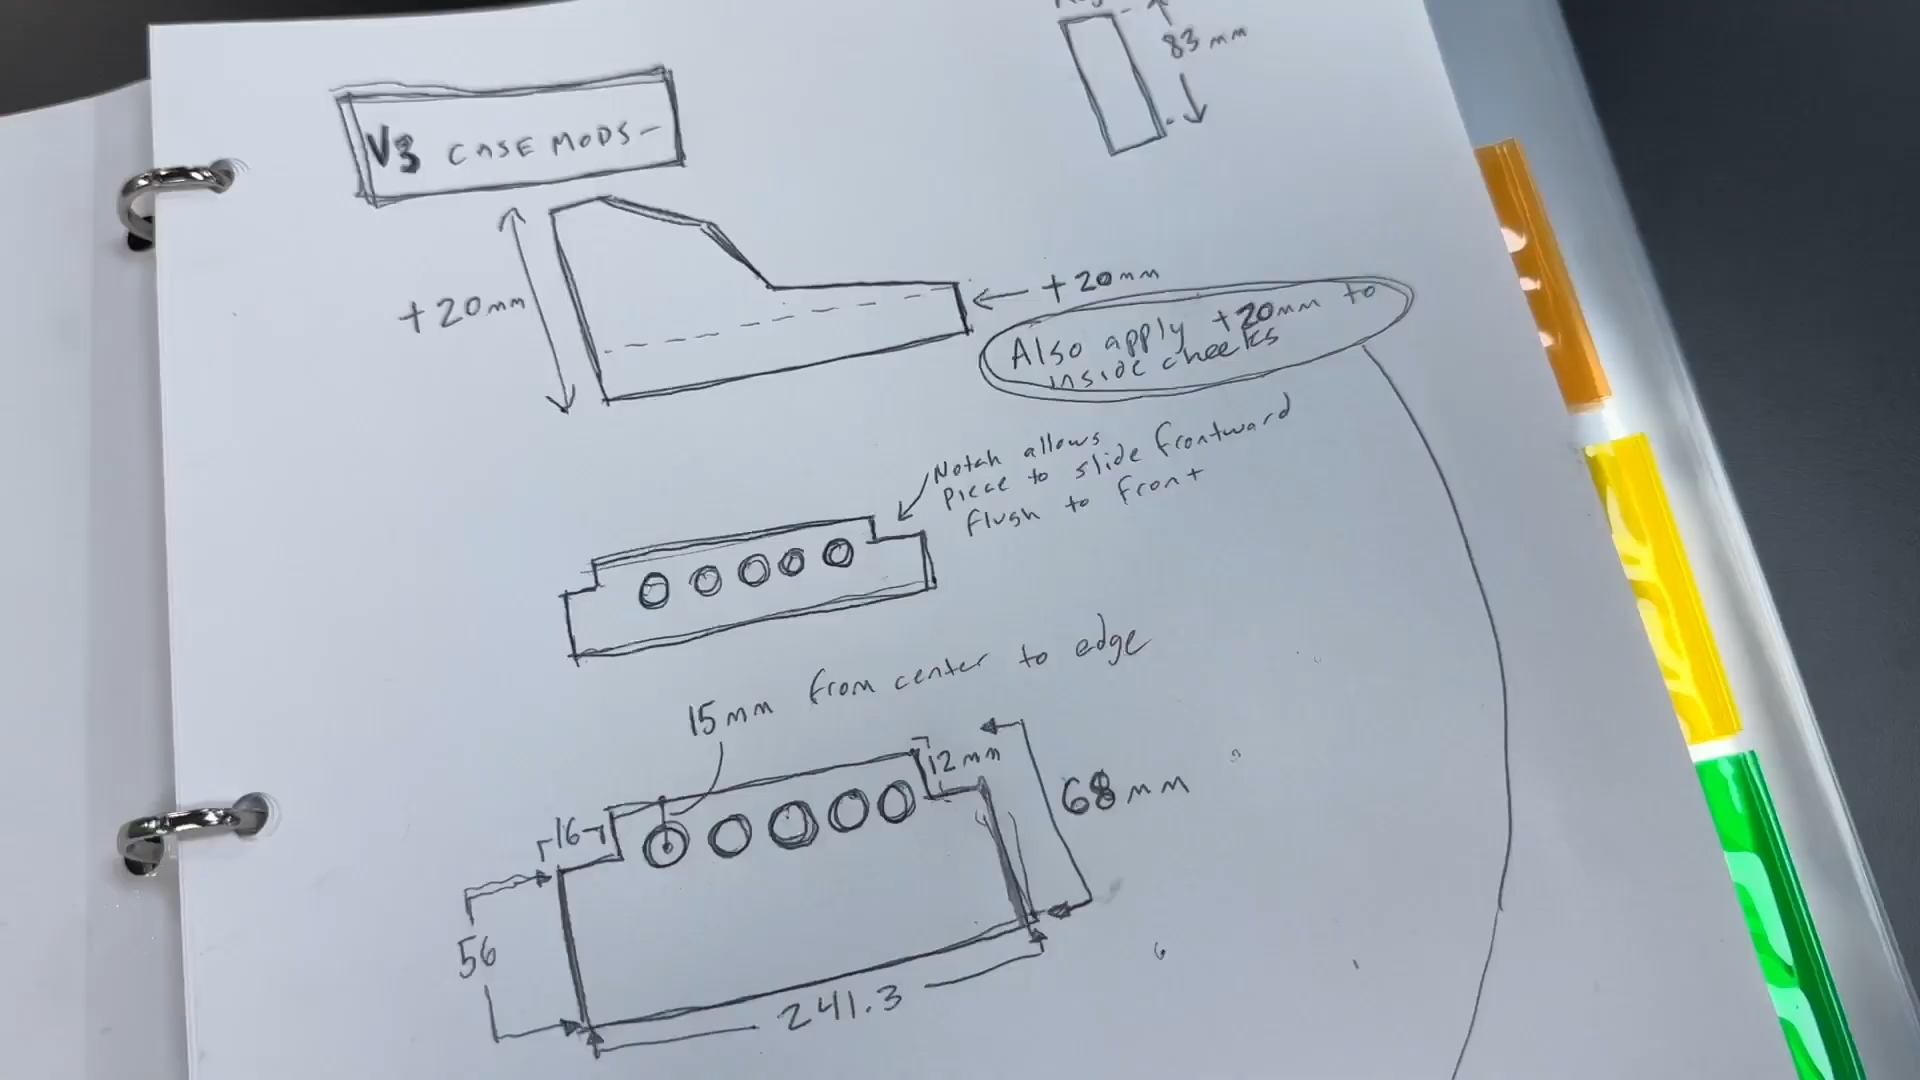 83mm
V3 CASE MODS-
+20mm
+20mm
Also apply +20mm to
inside cheeks
Notch allows
piece to slide frontward
flush to front
15mm from center to edge
12mm
16
68mm
56
241.3